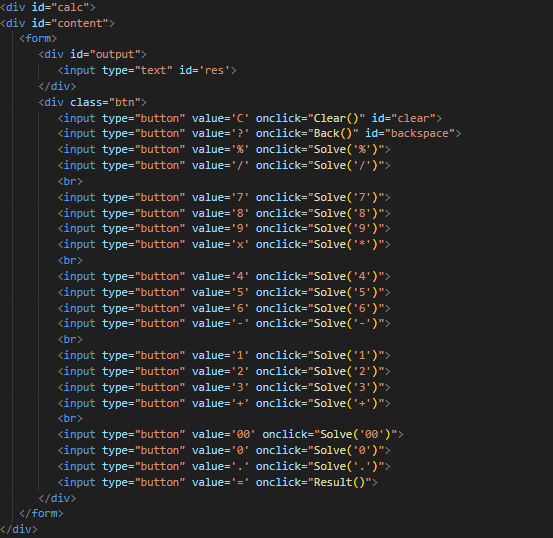 <div id="calc">
<div id="content">
<form>
<div id="output">
<input type="text" id='res'>
</div>
<div class="btn">
<input type="button" value='C' onclick="Clear()" id="clear">
<input type="button" value='?' onclick="Back()" id="backspace">
<input type="button" value='%' onclick="Solve('%')">
<input type="button" value='/' onclick="Solve('/')">
<br>
<input type="button" value='7' onclick="Solve('7')">
<input type="button" value='8' onclick="Solve('8')">
<input type="button" value='9' onclick="Solve('9')">
<input type="button" value='x' onclick="Solve('*')">
<br>
<input type="button" value='4' onclick="Solve('4')">
<input type="button" value='5' onclick="Solve('5')">
<input type="button" value='6' onclick="Solve('6')">
<input type="button" value='-' onclick="Solve('-')">
<br>
<input type="button" value='1' onclick="Solve('1')">
<input type="button" value='2' onclick="Solve('2')">
<input type="button" value='3' onclick="Solve('3')">
<input type="button" value='+' onclick="Solve('+')">
<br>
<input type="button" value='00' onclick="Solve('00')">
<input type="button" value='0' onclick="Solve('0')">
<input type="button" value='.' onclick="Solve('.')">
<input type="button" value='=' onclick="Result()">
</div>
</form>
</div>